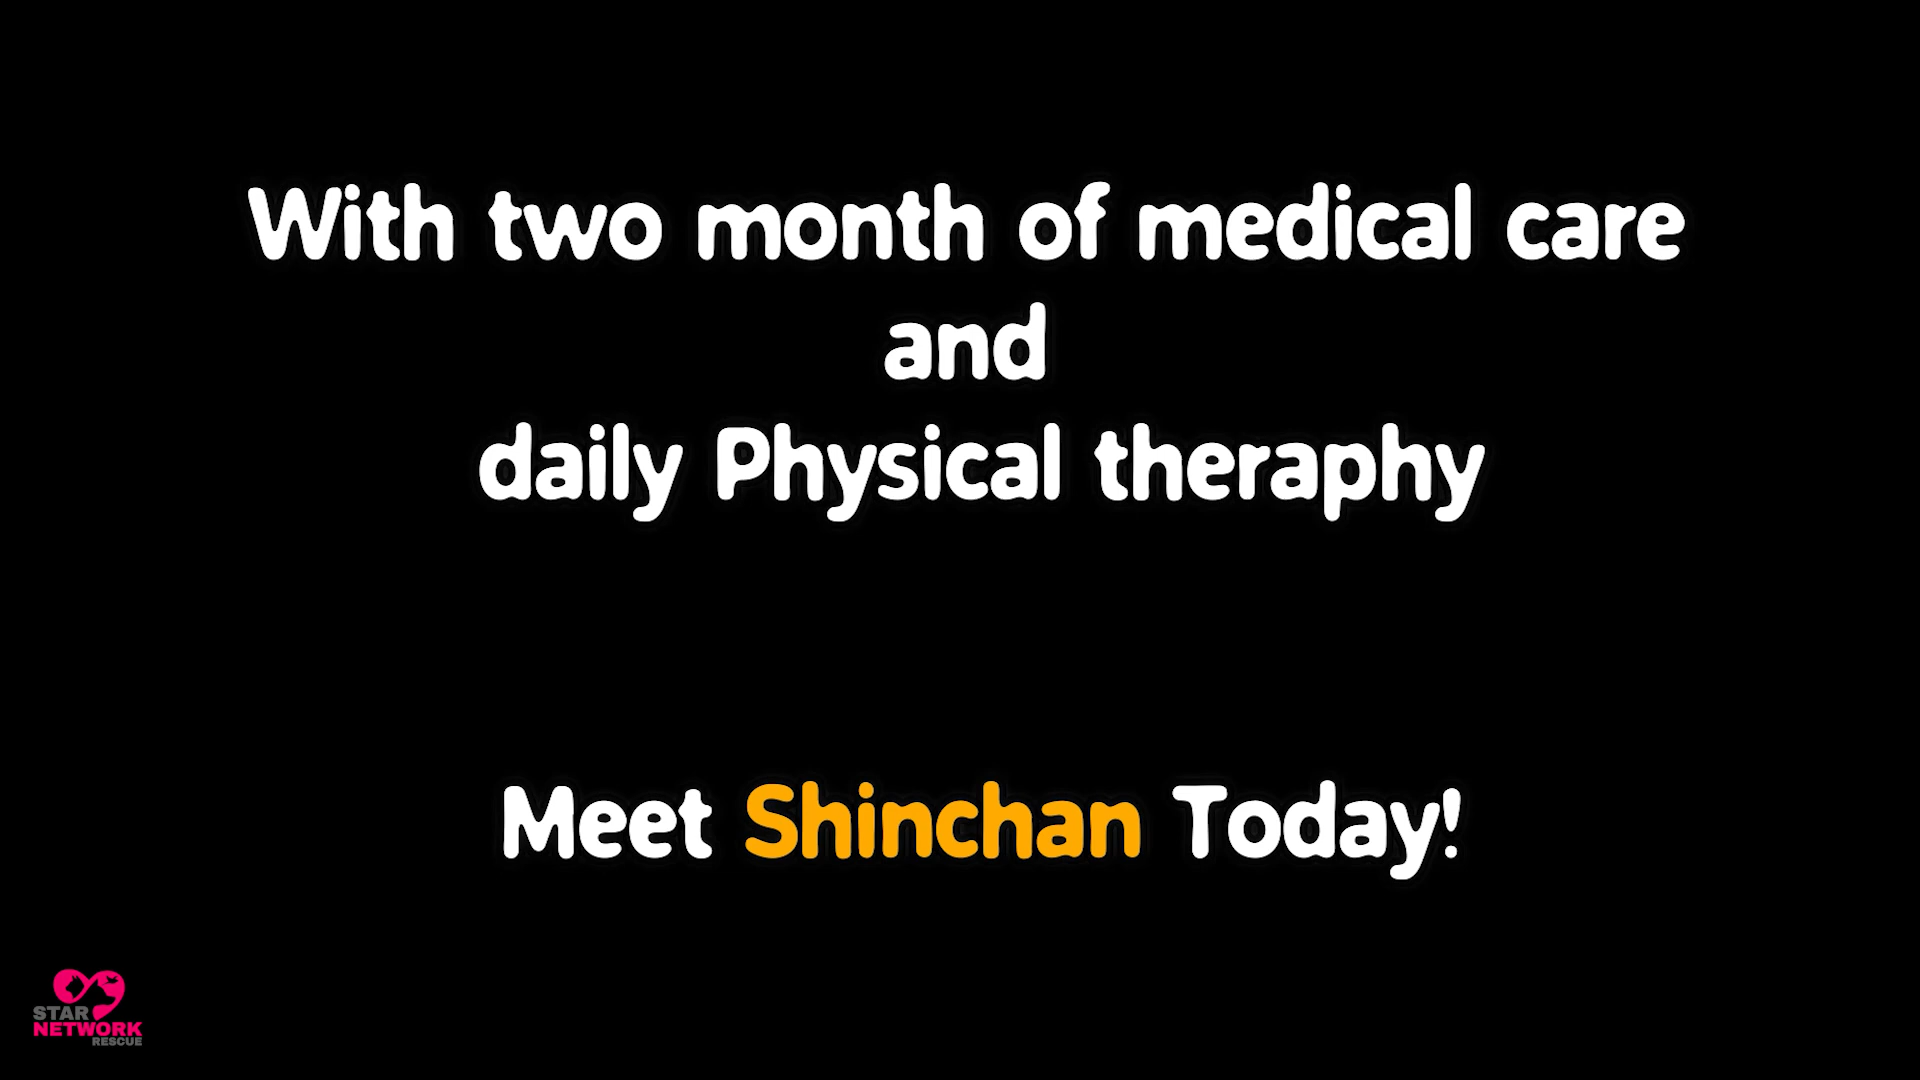 With two month of medical care
and
daily Physical theraphy
Meet Shinchan Today!
STAR
NETWORK
RESCUE